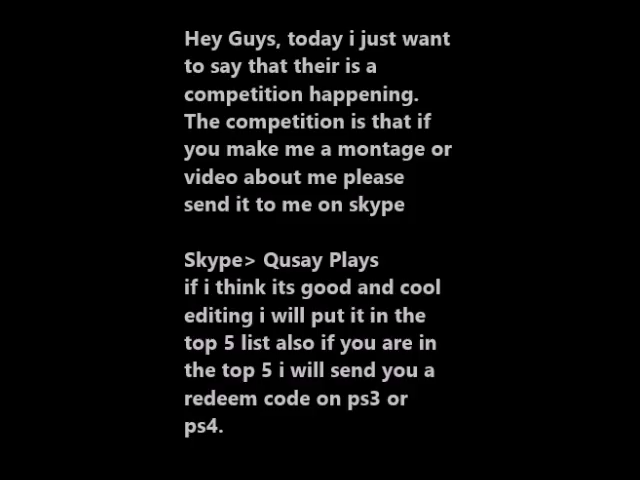 Hey Guys, today i just want
to say that their is a
competition happening.
The competition is that if
you make me a montage or
video about me please
send it to me on skype
Skype> Qusay Plays
if i think its good and cool
editing i will put it in the
top 5 list also if you are in
the top 5 i will send you a
redeem code on ps3 or
ps4.